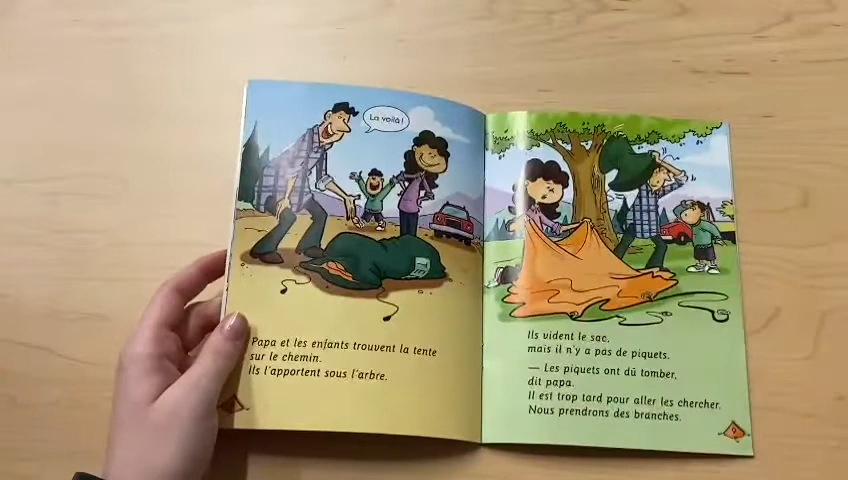 La voilà!
Papa et les enfants trouvent la tente
sur le chemin.
Ils l'apportent sous l'arbre.
Ils vident le sac,
mais il n'y a pas de piquets.
— Les piquets ont dû tomber,
dit papa.
Il est trop tard pour aller les chercher.
Nous prendrons des branches.
9